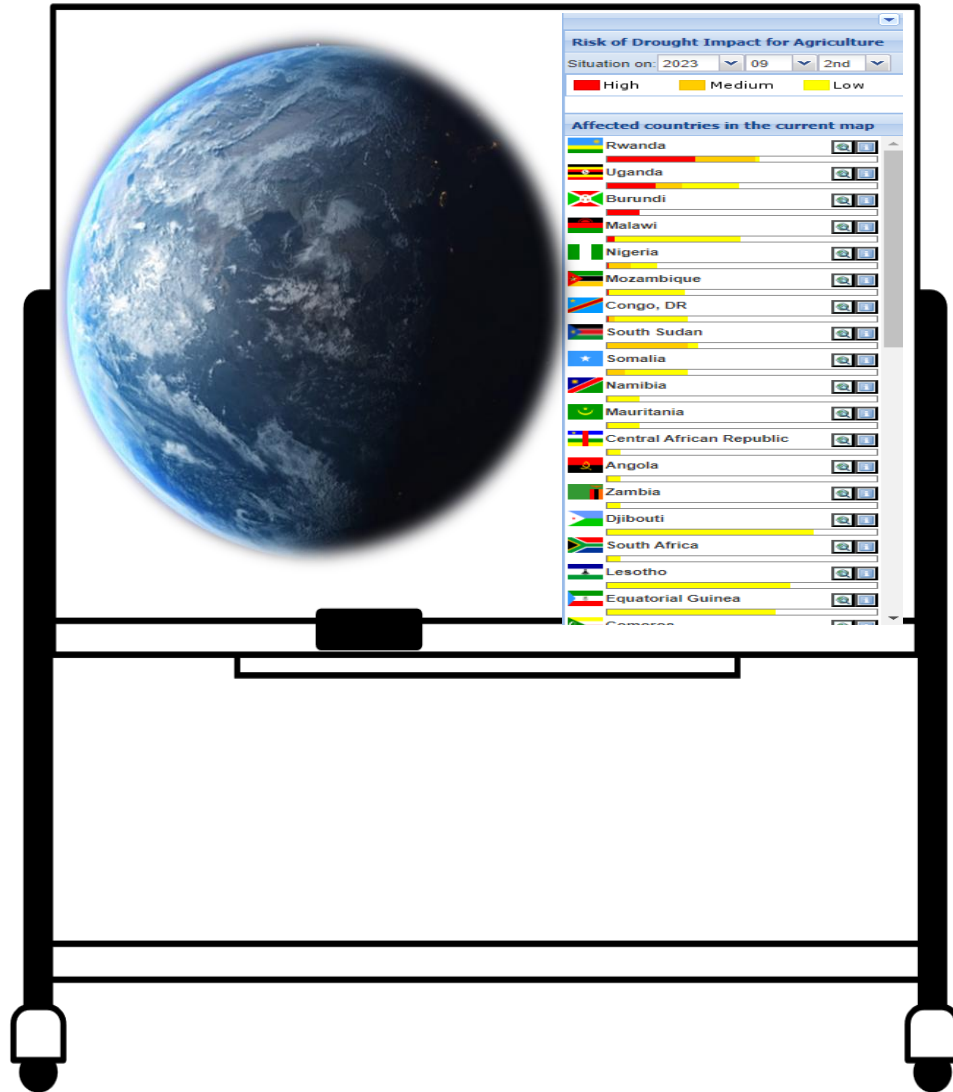 Risk of Drought Impact for Agriculture
Situation on: 2023 09 2nd
High Medium Low
Affected countries in the current map
Rwanda
Uganda
Burundi
Malawi
Nigeria
Mozambique
Congo, DR
South Sudan
Somalia
Namibia
Mauritania
Central African Republic
Angola
Zambia
Djibouti
South Africa
Lesotho
Equatorial Guinea